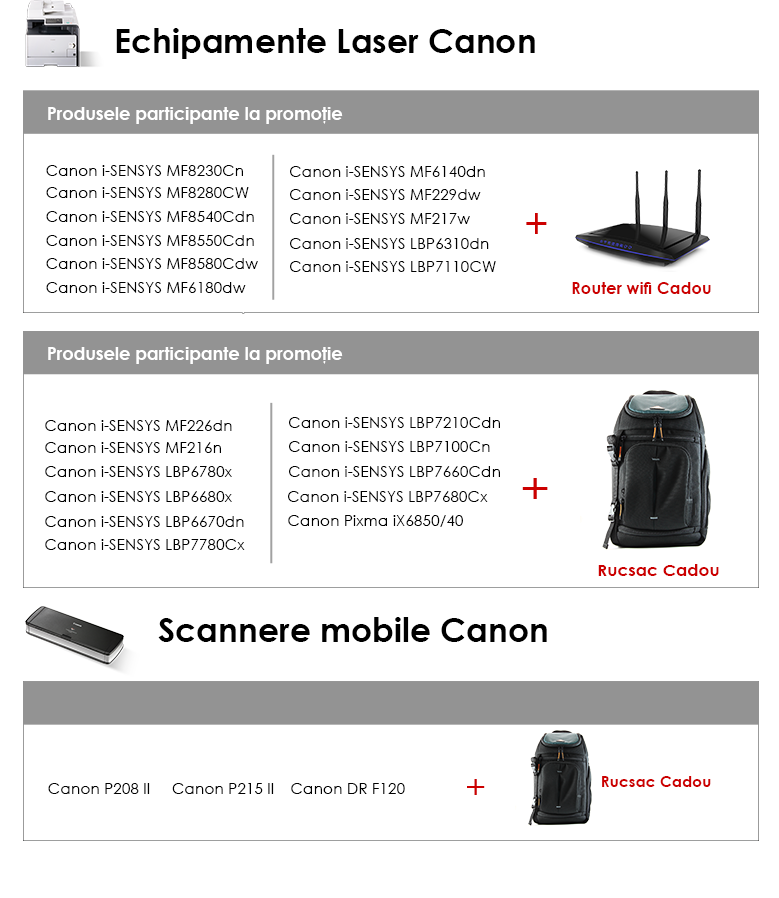 Echipamente Laser Canon
Produsele participante la promoție
Canon i-SENSYS MF8230Cn
Canon i-SENSYS MF8280CW
Canon i-SENSYS MF8540Cdn
Canon i-SENSYS MF8550Cdn
Canon i-SENSYS MF8580Cdw
Canon i-SENSYS MF6180dw
Canon i-SENSYS MF6140dn
Canon i-SENSYS MF229dw
Canon i-SENSYS MF217w
Canon i-SENSYS LBP6310dn
Canon i-SENSYS LBP7110CW
+
Router wifi Cadou
Produsele participante la promoție
Canon i-SENSYS MF226dn
Canon i-SENSYS MF216n
Canon i-SENSYS LBP6780x
Canon i-SENSYS LBP6680x
Canon i-SENSYS LBP6670dn
Canon i-SENSYS LBP7780Cx
Canon i-SENSYS LBP7210Cdn
Canon i-SENSYS LBP7100Cn
Canon i-SENSYS LBP7660Cdn
Canon i-SENSYS LBP7680Cx
Canon Pixma iX6850/40
+
Rucsac Cadou
Scannere mobile Canon
Canon P208 II Canon P215 II Canon DR F120
+
Rucsac Cadou